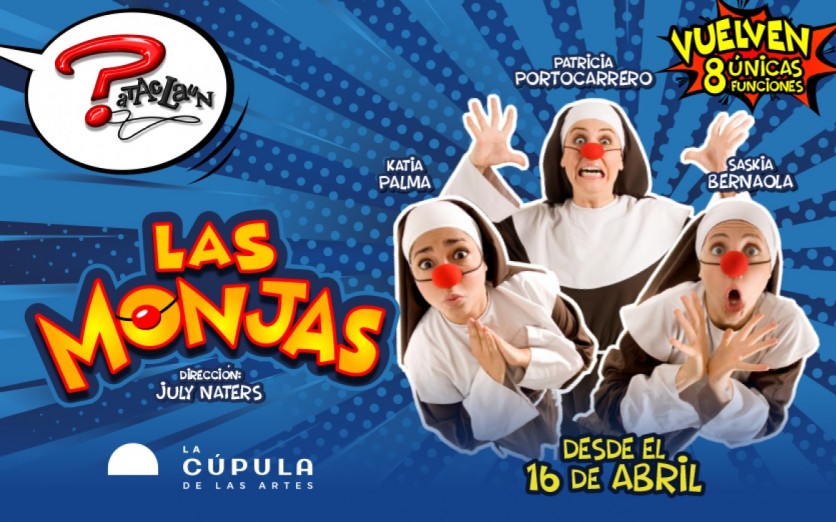 ?ataclaun
VUELVEN
8 ÚNICAS
FUNCIONES
PATRICIA
PORTOCARRERO
KATIA
PALMA
SASKIA
BERNAOLA
LAS
MONJAS
DIRECCIÓN:
JULY NATERS
LA
CÚPULA
DE LAS ARTES
DESDE EL
16 DE ABRIL